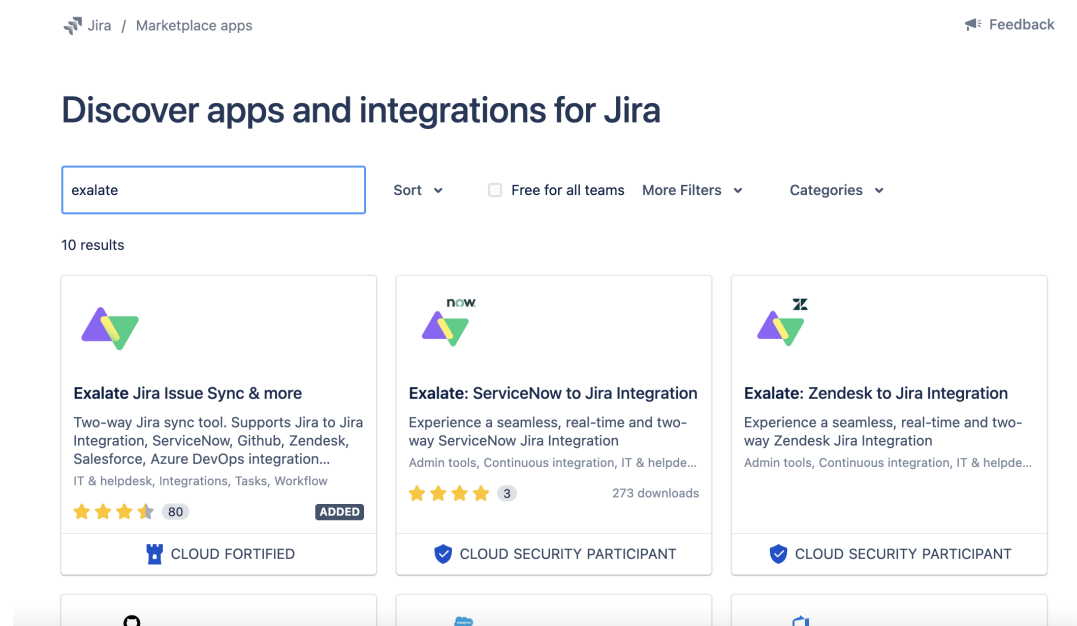 Jira / Marketplace apps
Feedback
Discover apps and integrations for Jira
exalate
Sort
Free for all teams
More Filters
Categories
10 results
Exalate Jira Issue Sync & more
Two-way Jira sync tool. Supports Jira to Jira
Integration, ServiceNow, Github, Zendesk,
Salesforce, Azure DevOps integration...
IT & helpdesk, Integrations, Tasks, Workflow
80
ADDED
CLOUD FORTIFIED
now.
Exalate: ServiceNow to Jira Integration
Experience a seamless, real-time and two-
way ServiceNow Jira Integration
Admin tools, Continuous integration, IT & helpde...
3
273 downloads
CLOUD SECURITY PARTICIPANT
Exalate: Zendesk to Jira Integration
Experience a seamless, real-time and two-
way Zendesk Jira Integration
Admin tools, Continuous integration, IT & helpde...
CLOUD SECURITY PARTICIPANT